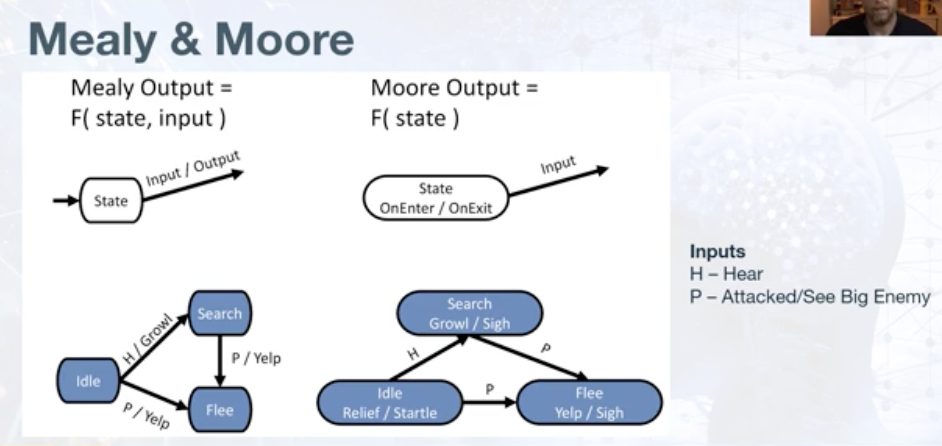 Mealy & Moore
Mealy Output =
F( state, input )
State
Input / Output
Moore Output =
F( state )
State
OnEnter / OnExit
Input
Idle
H / Growl
P / Yelp
Search
P / Yelp
Flee
Search
Growl / Sigh
H
P
Idle
Relief / Startle
P
Flee
Yelp / Sigh
Inputs
H – Hear
P – Attacked/See Big Enemy